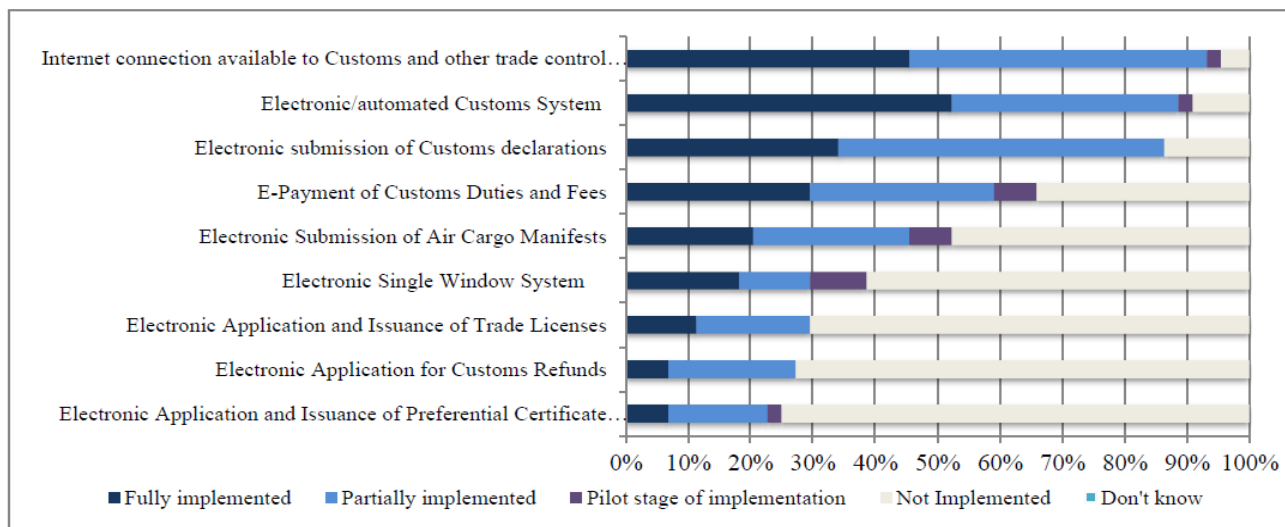 Internet connection available to Customs and other trade control…
Electronic/automated Customs System
Electronic submission of Customs declarations
E-Payment of Customs Duties and Fees
Electronic Submission of Air Cargo Manifests
Electronic Single Window System
Electronic Application and Issuance of Trade Licenses
Electronic Application for Customs Refunds
Electronic Application and Issuance of Preferential Certificate…
0% 10% 20% 30% 40% 50% 60% 70% 80% 90% 100%
Fully implemented Partially implemented Pilot stage of implementation Not Implemented Don't know